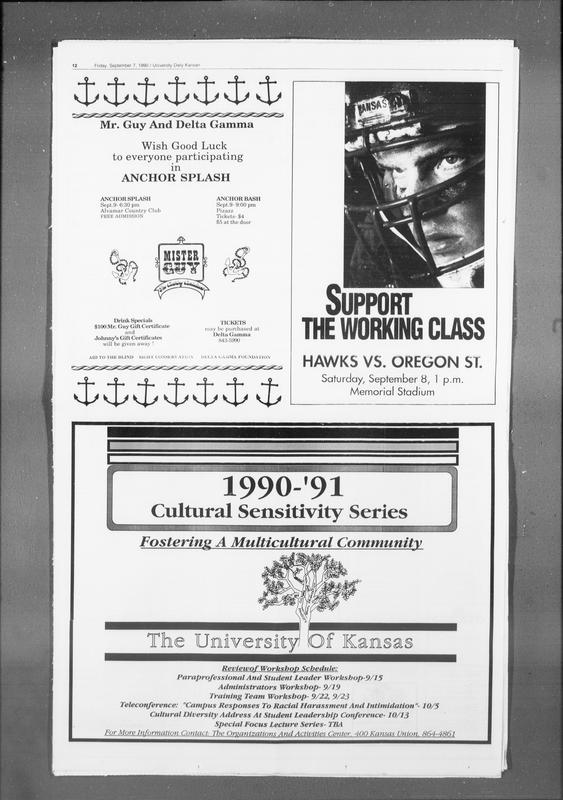 12 Friday, September 7, 1990 / University Daily Kansan
Mr. Guy And Delta Gamma
Wish Good Luck
to everyone participating
in
ANCHOR SPLASH
ANCHOR SPLASH
Sept.9- 6:30 pm
Alvamar Country Club
FREE ADMISSION
ANCHOR BASH
Sept.9- 9:00 pm
Pizazz
Tickets- $4
$5 at the door
MISTER
GUY
Drink Specials
$100 Mr. Guy Gift Certificate
and
Johnny's Gift Certificates
will be given away!
TICKETS
may be purchased at
Delta Gamma
843-5990
AID TO THE BLIND SIGHT CONSERVATION DELTA GAMMA FOUNDATION
KANSAS
SUPPORT
THE WORKING CLASS
HAWKS VS. OREGON ST.
Saturday, September 8, 1 p.m.
Memorial Stadium
1990-'91
Cultural Sensitivity Series
Fostering A Multicultural Community
The University Of Kansas
Reviewof Workshop Schedule:
Paraprofessional And Student Leader Workshop-9/15
Administrators Workshop- 9/19
Training Team Workshop- 9/22, 9/23
Teleconference: "Campus Responses To Racial Harassment And Intimidation"- 10/5
Cultural Diversity Address At Student Leadership Conference- 10/13
Special Focus Lecture Series- TBA
For More Information Contact: The Organizations And Activities Center, 400 Kansas Union, 864-4861